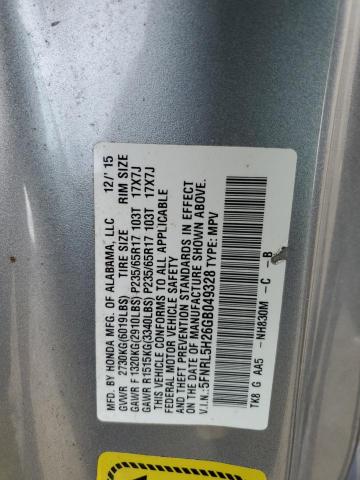 MFD. BY HONDA MFG. OF ALABAMA, LLC 12/ 15
GVWR 2730KG(6019LBS) TIRE SIZE RIM SIZE
GAWR F 1320KG(2910LBS) P235/65R17 103T 17X7J
GAWR R 1515KG(3340LBS) P235/65R17 103T 17X7J
THIS VEHICLE CONFORMS TO ALL APPLICABLE
FEDERAL MOTOR VEHICLE SAFETY
AND THEFT PREVENTION STANDARDS IN EFFECT
ON THE DATE OF MANUFACTURE SHOWN ABOVE.
V.I.N.: 5FNRL5H26GB049328 TYPE: MPV
TK8 G AA5 -NH830M -C -B